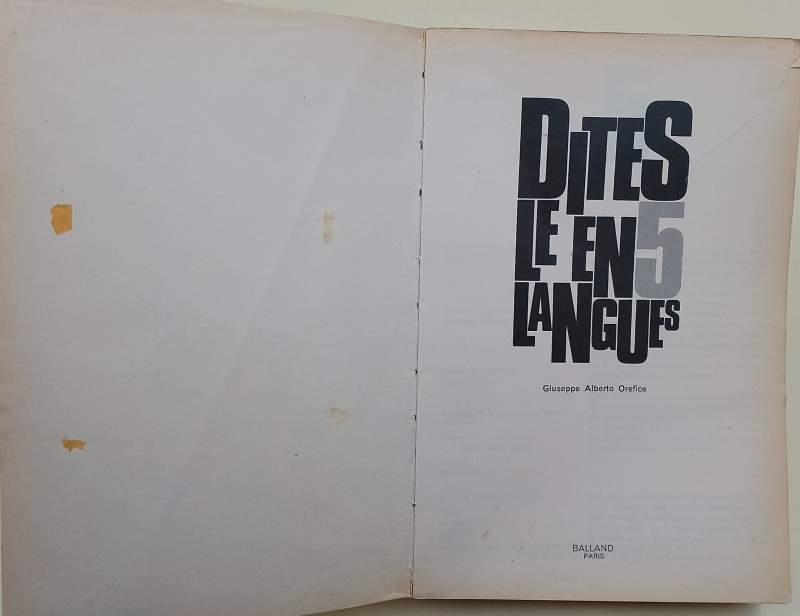 DITES
LE EN 5
LANGUES
Giuseppe Alberto Orefice
BALLAND
PARIS